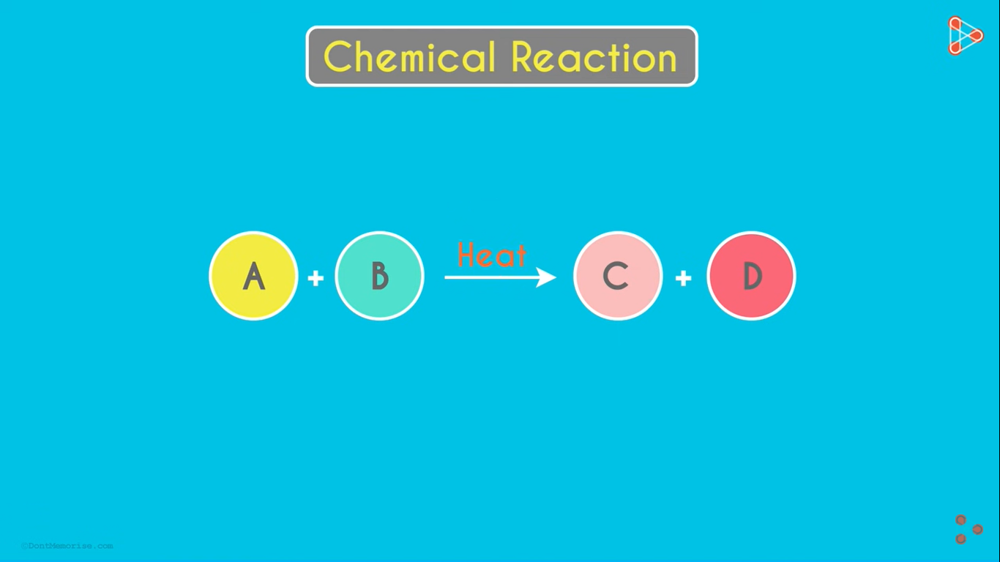 Chemical Reaction
Heat
A + B → C + D
©DontMemorise.com